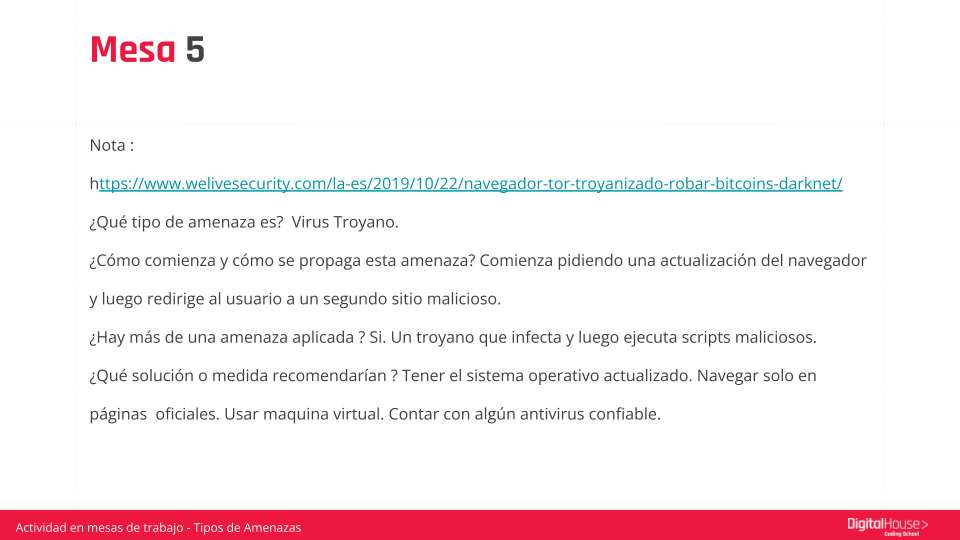 Mesa 5
Nota :
https://www.welivesecurity.com/la-es/2019/10/22/navegador-tor-troyanizado-robar-bitcoins-darknet/
¿Qué tipo de amenaza es?  Virus Troyano.
¿Cómo comienza y cómo se propaga esta amenaza? Comienza pidiendo una actualización del navegador
y luego redirige al usuario a un segundo sitio malicioso.
¿Hay más de una amenaza aplicada ? Si. Un troyano que infecta y luego ejecuta scripts maliciosos.
¿Qué solución o medida recomendarían ? Tener el sistema operativo actualizado. Navegar solo en
páginas  oficiales. Usar maquina virtual. Contar con algún antivirus confiable.
Actividad en mesas de trabajo - Tipos de Amenazas
DigitalHouse>
Coding School